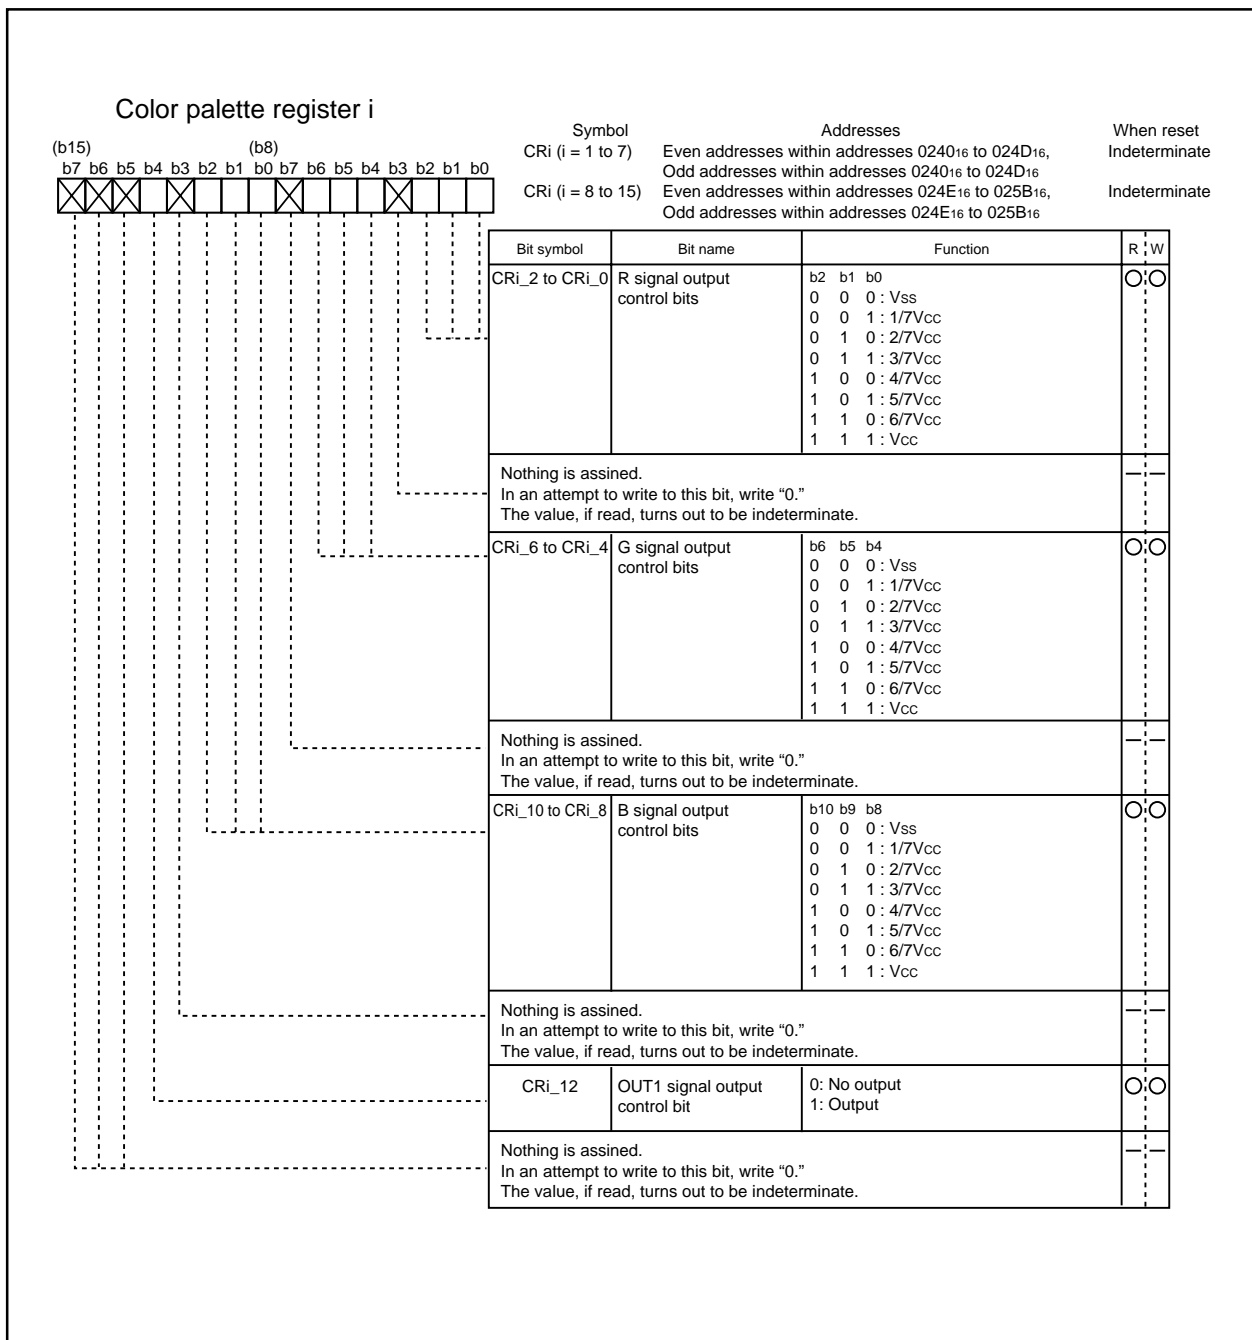 Color palette register i
Symbol Addresses When reset
CRi (i = 1 to 7) Even addresses within addresses 024016 to 024D16, Indeterminate
Odd addresses within addresses 024016 to 024D16
CRi (i = 8 to 15) Even addresses within addresses 024E16 to 025B16, Indeterminate
Odd addresses within addresses 024E16 to 025B16
(b15) (b8)
b7 b6 b5 b4 b3 b2 b1 b0 b7 b6 b5 b4 b3 b2 b1 b0
Bit symbol Bit name Function R W
CRi_2 to CRi_0 R signal output control bits
b2 b1 b0
0 0 0 : VSS
0 0 1 : 1/7VCC
0 1 0 : 2/7VCC
0 1 1 : 3/7VCC
1 0 0 : 4/7VCC
1 0 1 : 5/7VCC
1 1 0 : 6/7VCC
1 1 1 : VCC
Nothing is assined.
In an attempt to write to this bit, write “0.”
The value, if read, turns out to be indeterminate.
CRi_6 to CRi_4 G signal output control bits
b6 b5 b4
0 0 0 : VSS
0 0 1 : 1/7VCC
0 1 0 : 2/7VCC
0 1 1 : 3/7VCC
1 0 0 : 4/7VCC
1 0 1 : 5/7VCC
1 1 0 : 6/7VCC
1 1 1 : VCC
Nothing is assined.
In an attempt to write to this bit, write “0.”
The value, if read, turns out to be indeterminate.
CRi_10 to CRi_8 B signal output control bits
b10 b9 b8
0 0 0 : VSS
0 0 1 : 1/7VCC
0 1 0 : 2/7VCC
0 1 1 : 3/7VCC
1 0 0 : 4/7VCC
1 0 1 : 5/7VCC
1 1 0 : 6/7VCC
1 1 1 : VCC
Nothing is assined.
In an attempt to write to this bit, write “0.”
The value, if read, turns out to be indeterminate.
CRi_12 OUT1 signal output control bit
0: No output
1: Output
Nothing is assined.
In an attempt to write to this bit, write “0.”
The value, if read, turns out to be indeterminate.